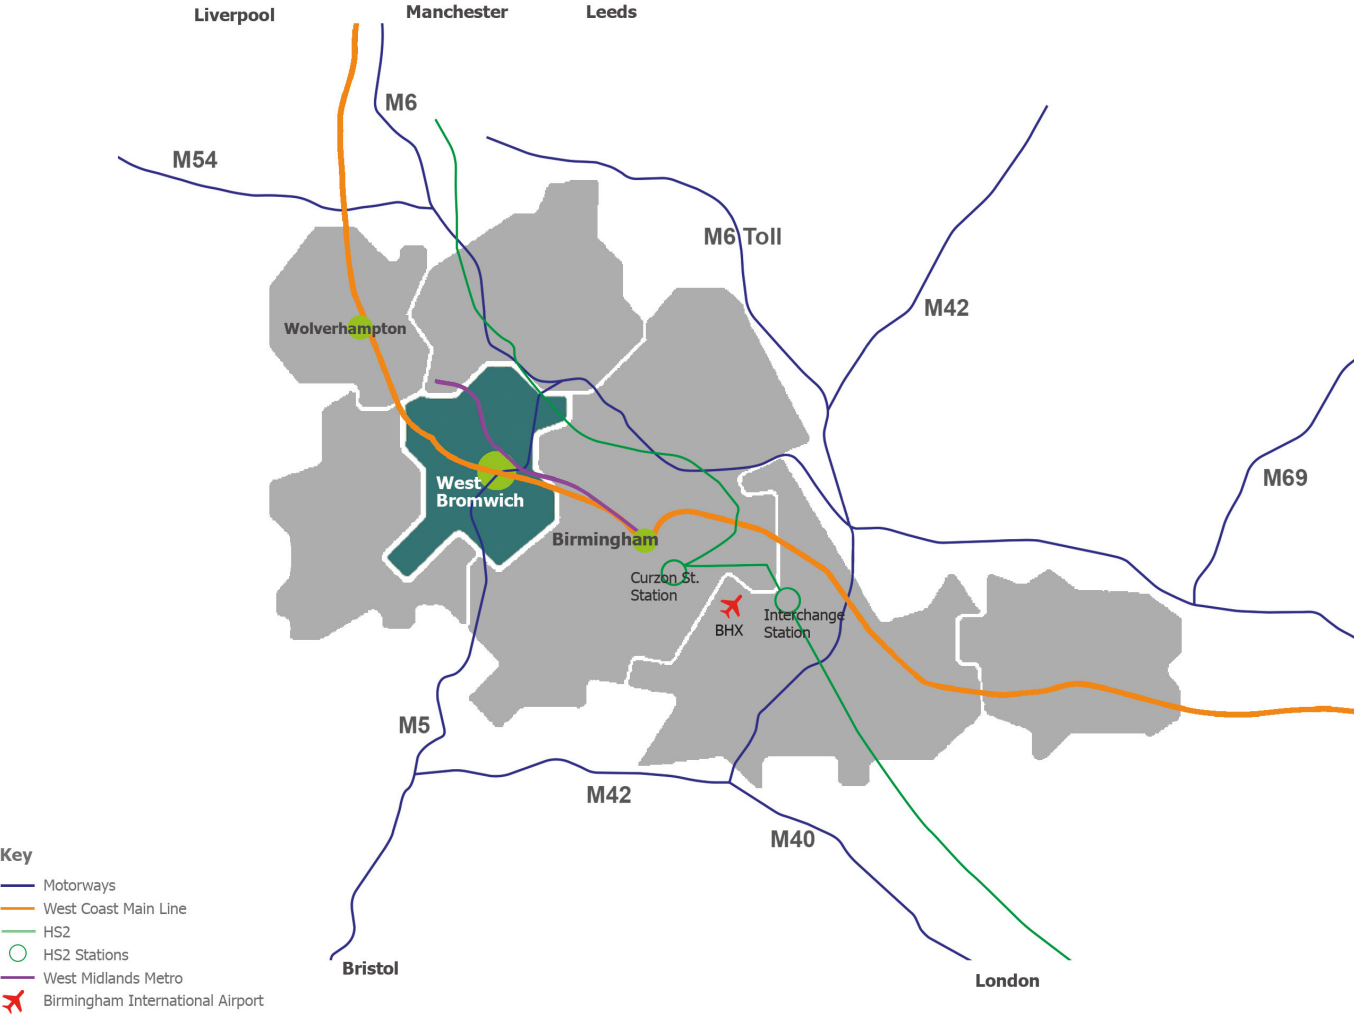 Liverpool
Manchester
Leeds
M6
M54
M6 Toll
M42
Wolverhampton
M69
West
Bromwich
Birmingham
Curzon St.
Station
Interchange
Station
BHX
M5
M42
M40
Bristol
London
Key
Motorways
West Coast Main Line
HS2
HS2 Stations
West Midlands Metro
Birmingham International Airport